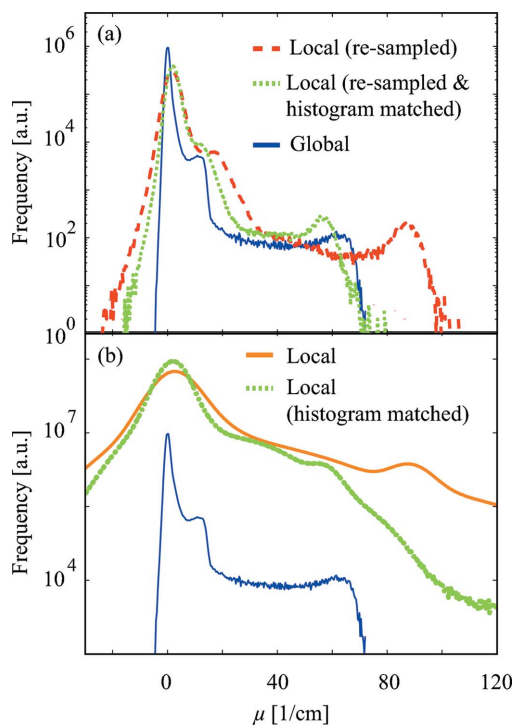 10^6
(a)
Local (re-sampled)
Local (re-sampled &
histogram matched)
Global
10^4
10^2
10^0
Frequency [a.u.]
10
(b)
Local
Local
(histogram matched)
10^7
10^4
Frequency [a.u.]
0 40 80 120
μ [1/cm]